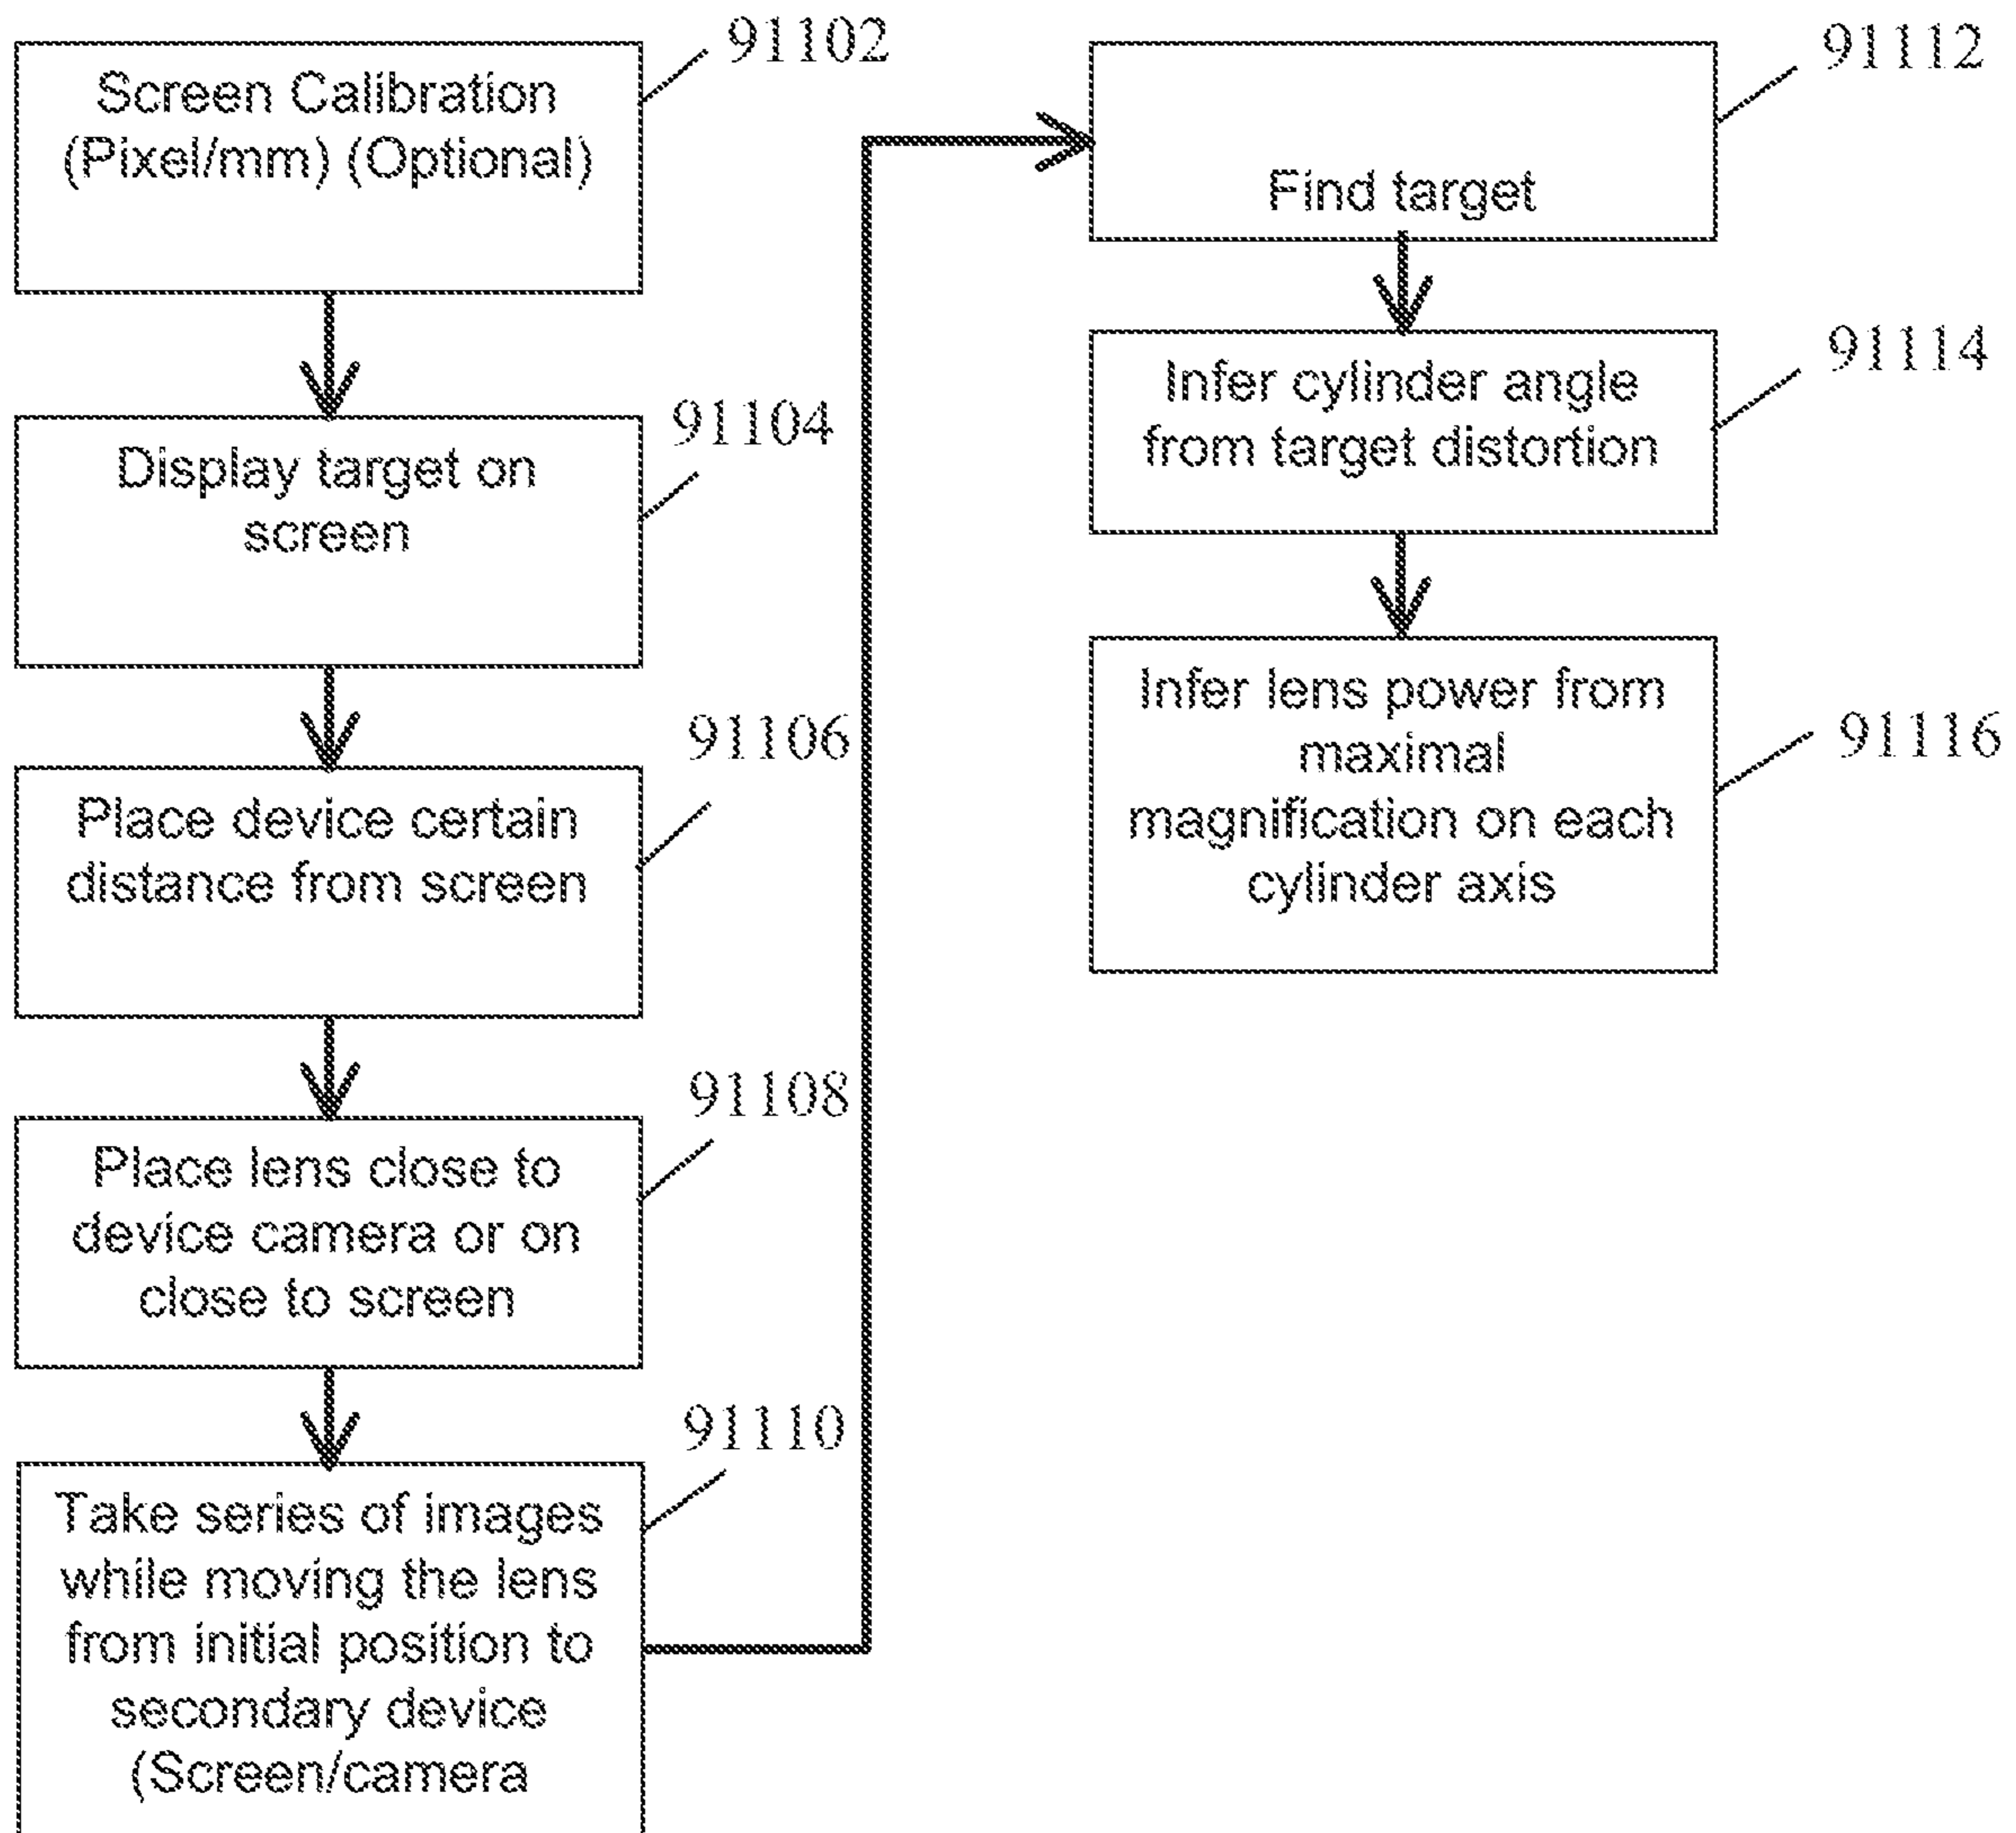 91102
Screen Calibration
(Pixel/mm) (Optional)
91104
Display target on
screen
91106
Place device certain
distance from screen
91108
Place lens close to
device camera or on
close to screen
91110
Take series of images
while moving the lens
from initial position to
secondary device
(Screen/camera
91112
Find target
91114
Infer cylinder angle
from target distortion
91116
Infer lens power from
maximal
magnification on each
cylinder axis